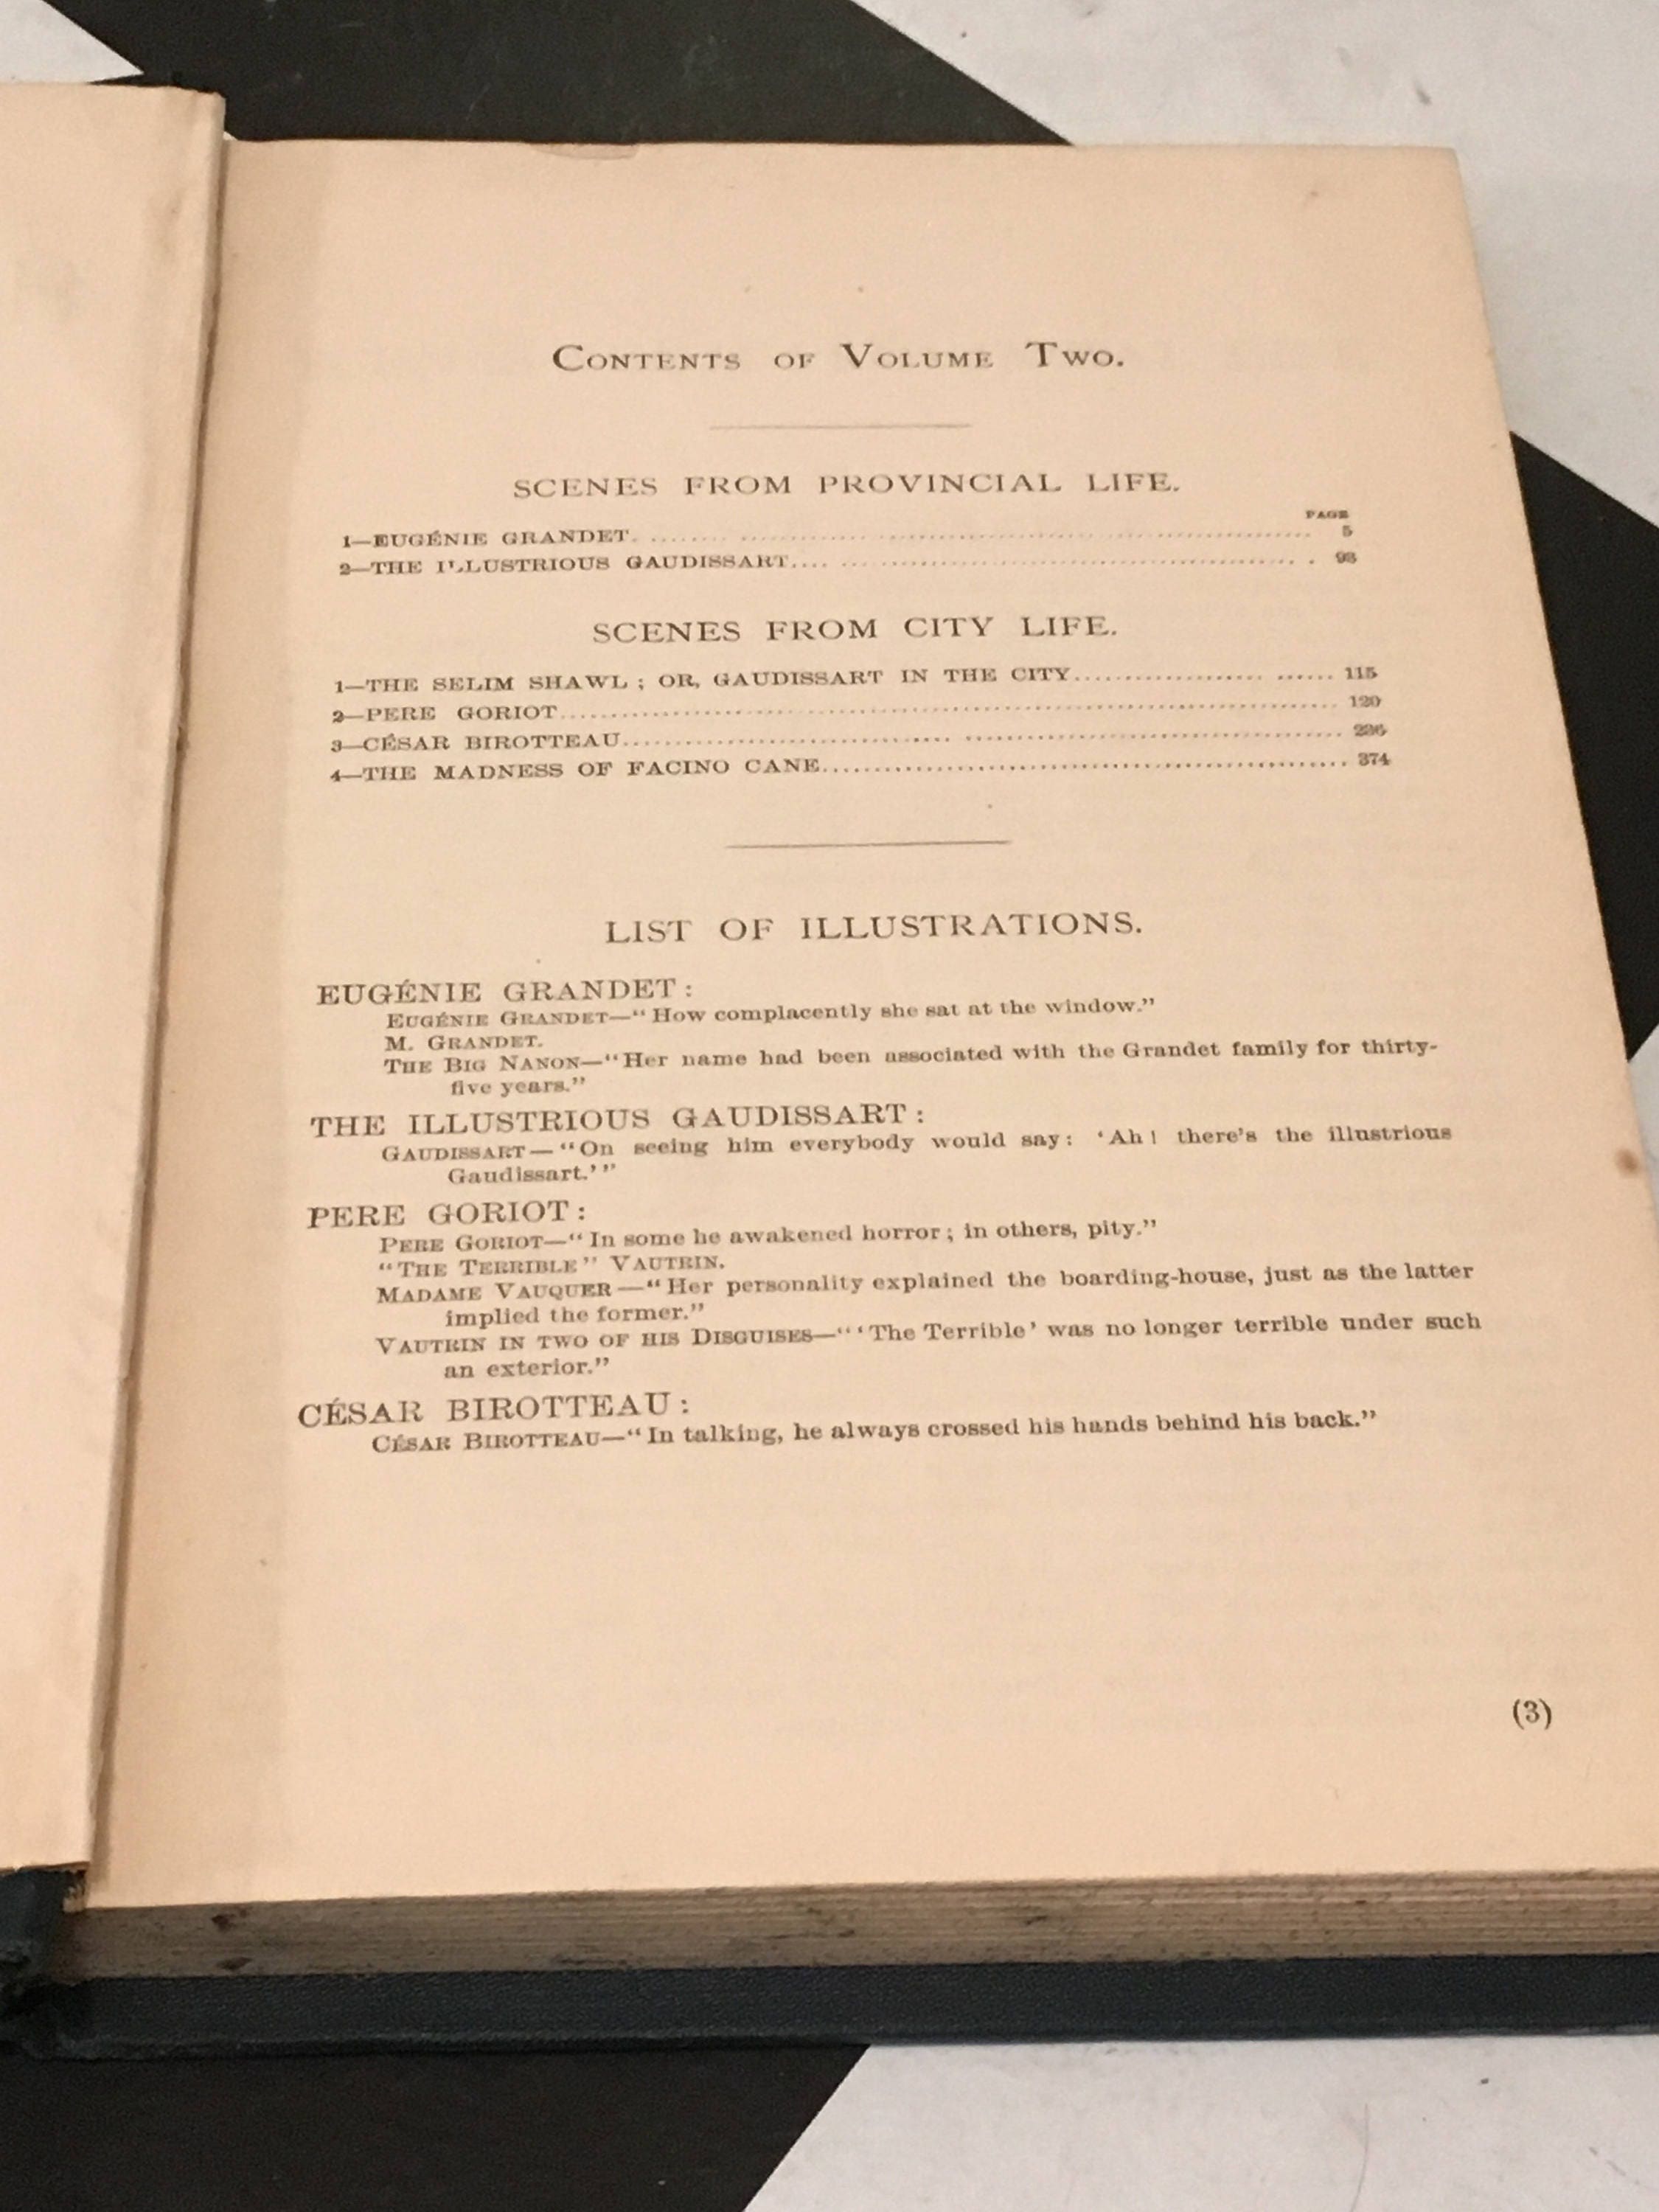 CONTENTS OF VOLUME TWO.
SCENES FROM PROVINCIAL LIFE.
PAGE
1—EUGÉNIE GRANDET. .......... 5
2—THE ILLUSTRIOUS GAUDISSART.... .......... 98
SCENES FROM CITY LIFE.
1—THE SELIM SHAWL ; OR, GAUDISSART IN THE CITY.......... 115
2—PERE GORIOT.......... 120
3—CÉSAR BIROTTEAU.......... 226
4—THE MADNESS OF FACINO CANE.......... 374
LIST OF ILLUSTRATIONS.
EUGÉNIE GRANDET :
EUGÉNIE GRANDET—“ How complacently she sat at the window.”
M. GRANDET.
THE BIG NANON—“Her name had been associated with the Grandet family for thirty-
five years.”
THE ILLUSTRIOUS GAUDISSART :
GAUDISSART — “On seeing him everybody would say : ‘Ah ! there’s the illustrious
Gaudissart.’”
PERE GORIOT :
PERE GORIOT—“ In some he awakened horror ; in others, pity.”
“THE TERRIBLE” VAUTRIN.
MADAME VAUQUER —“ Her personality explained the boarding-house, just as the latter
implied the former.”
VAUTRIN IN TWO OF HIS DISGUISES—“‘The Terrible’ was no longer terrible under such
an exterior.”
CÉSAR BIROTTEAU :
CÉSAR BIROTTEAU—“ In talking, he always crossed his hands behind his back.”
(3)